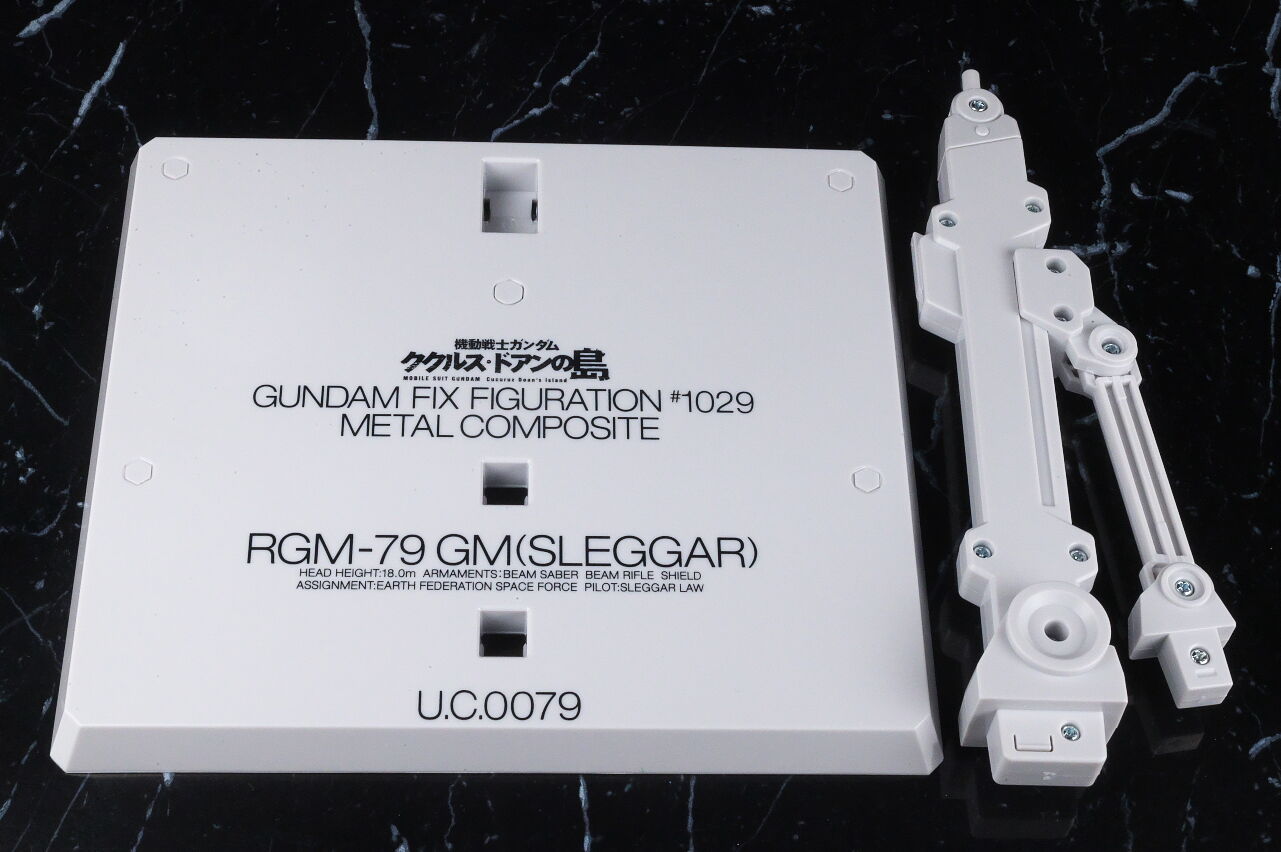 機動戦士ガンダム
ククルス・ドアンの島
MOBILE SUIT GUNDAM Cucuruz Doan's Island
GUNDAM FIX FIGURATION #1029
METAL COMPOSITE
RGM-79 GM(SLEGGAR)
HEAD HEIGHT:18.0m ARMAMENTS:BEAM SABER BEAM RIFLE SHIELD
ASSIGNMENT:EARTH FEDERATION SPACE FORCE PILOT:SLEGGAR LAW
U.C.0079